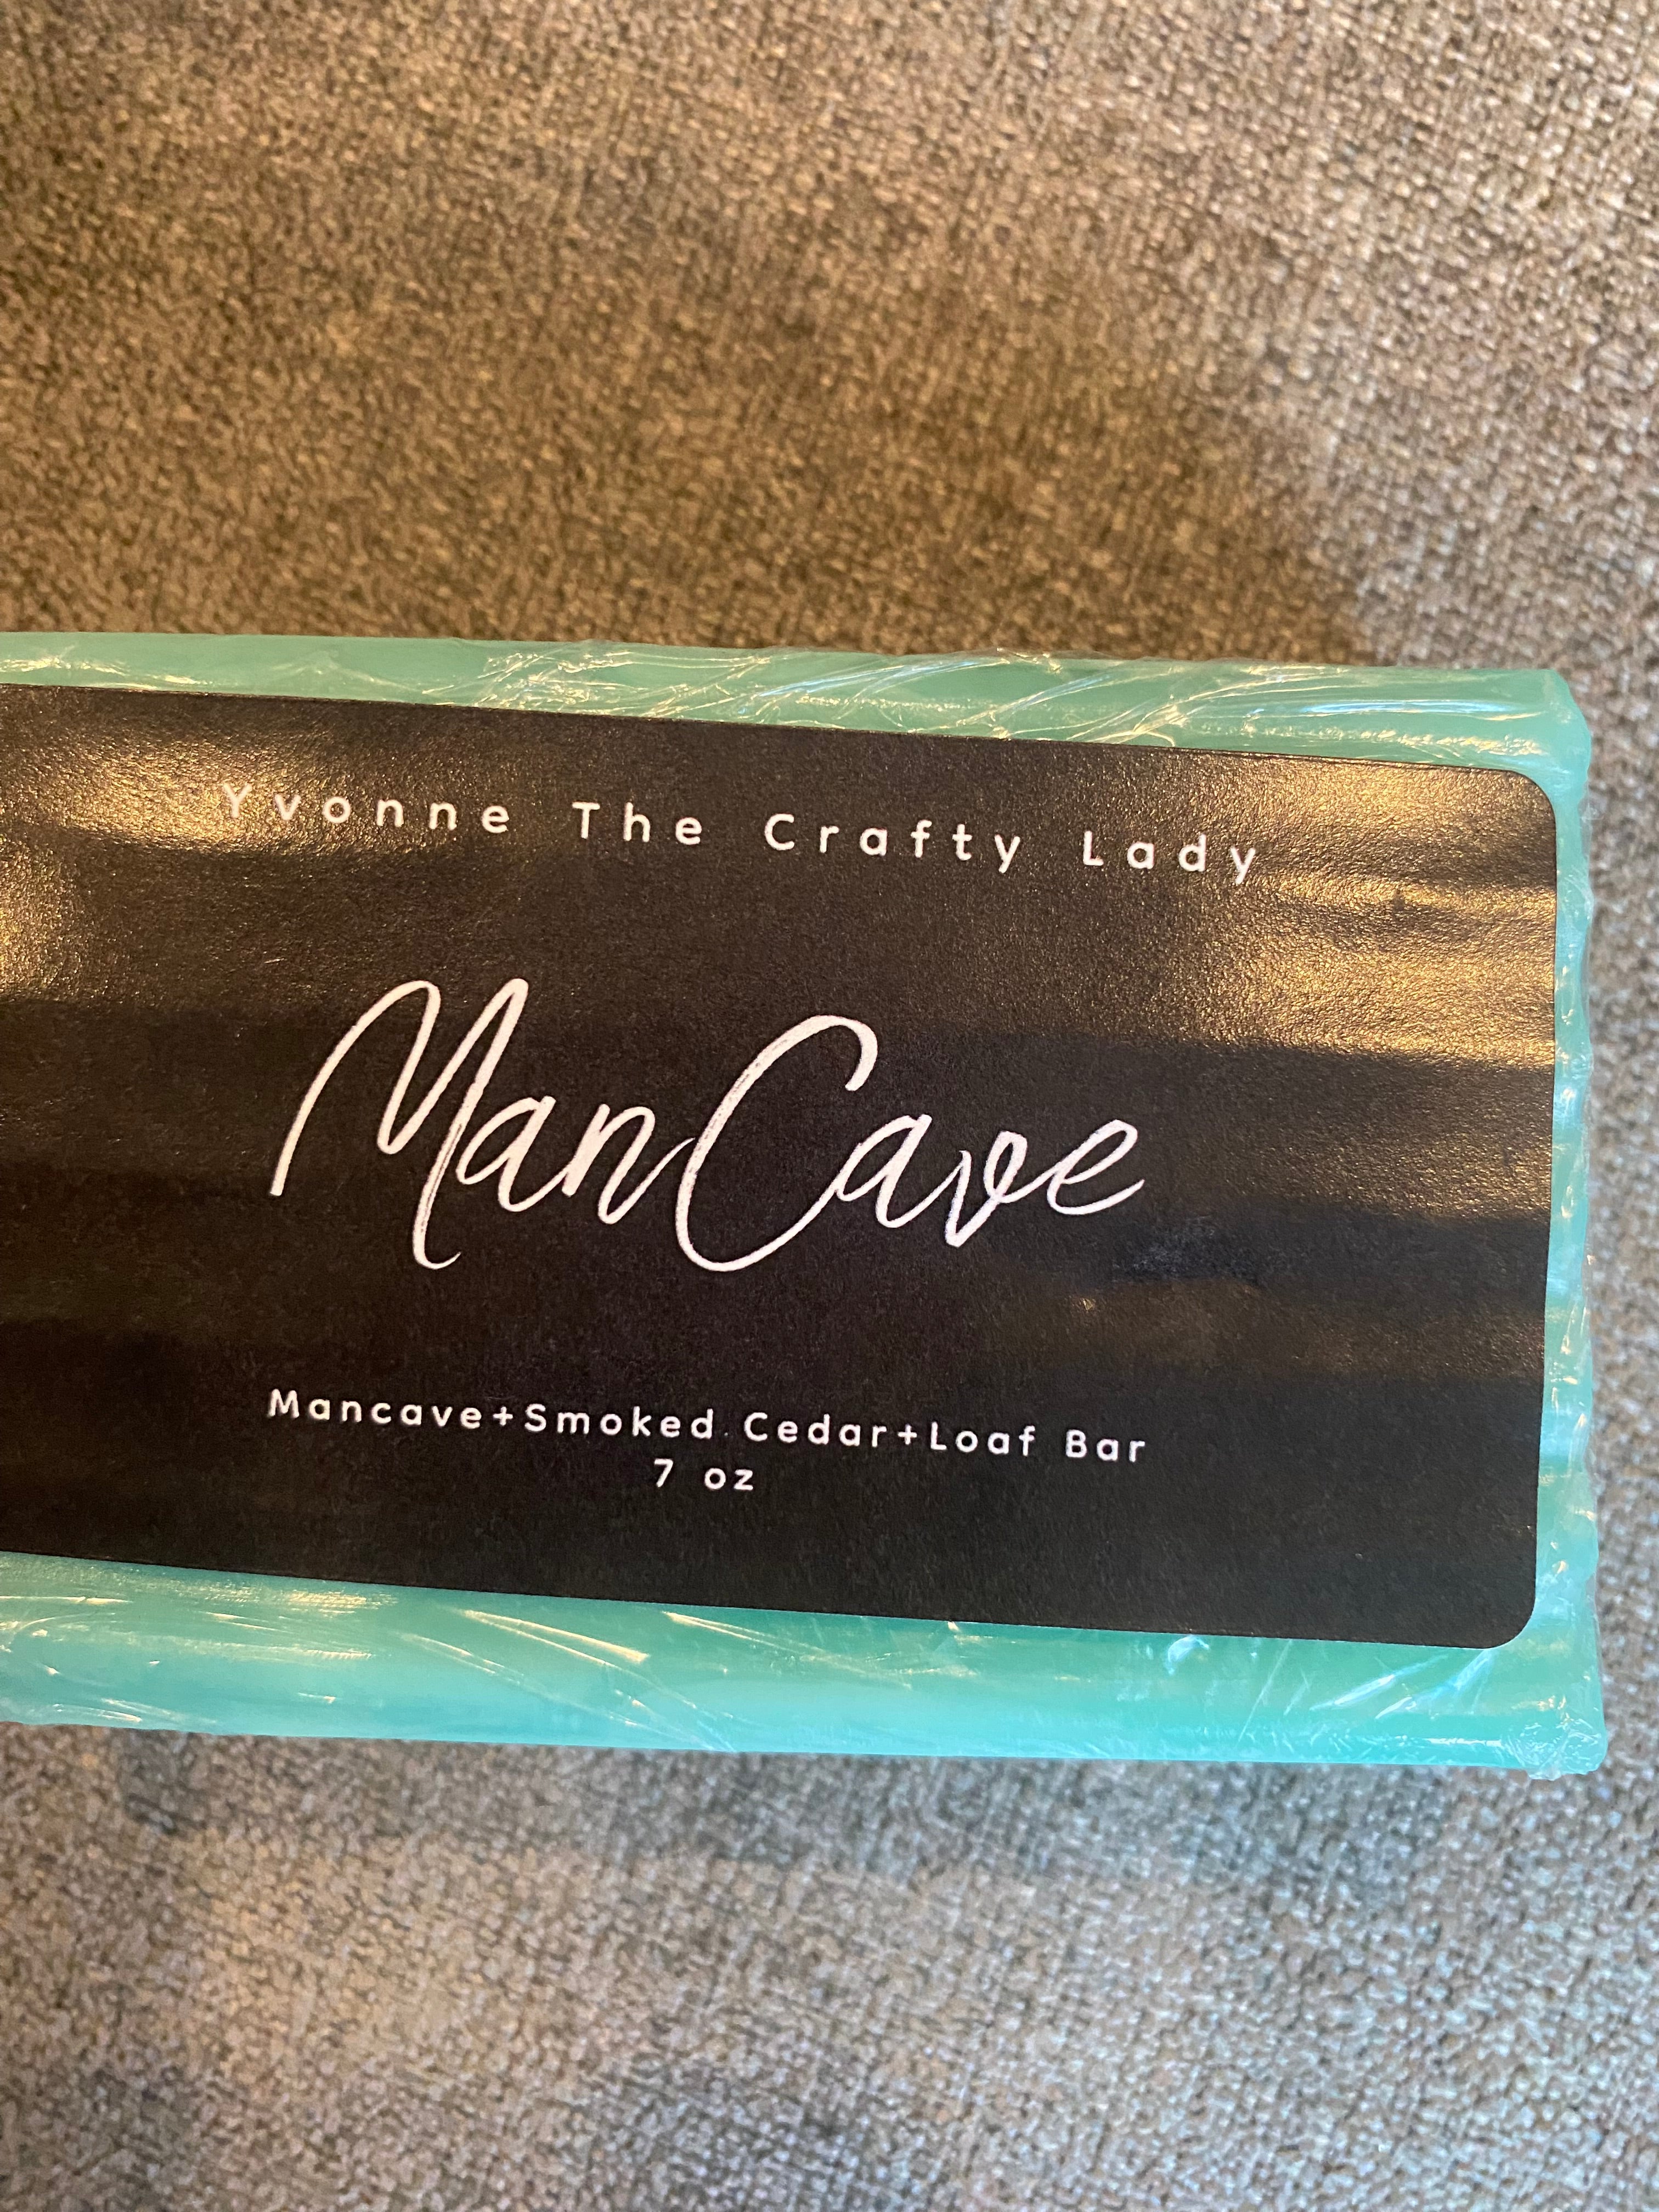 Yvonne The Crafty Lady
ManCave
Mancave+Smoked Cedar+Loaf Bar
7 oz